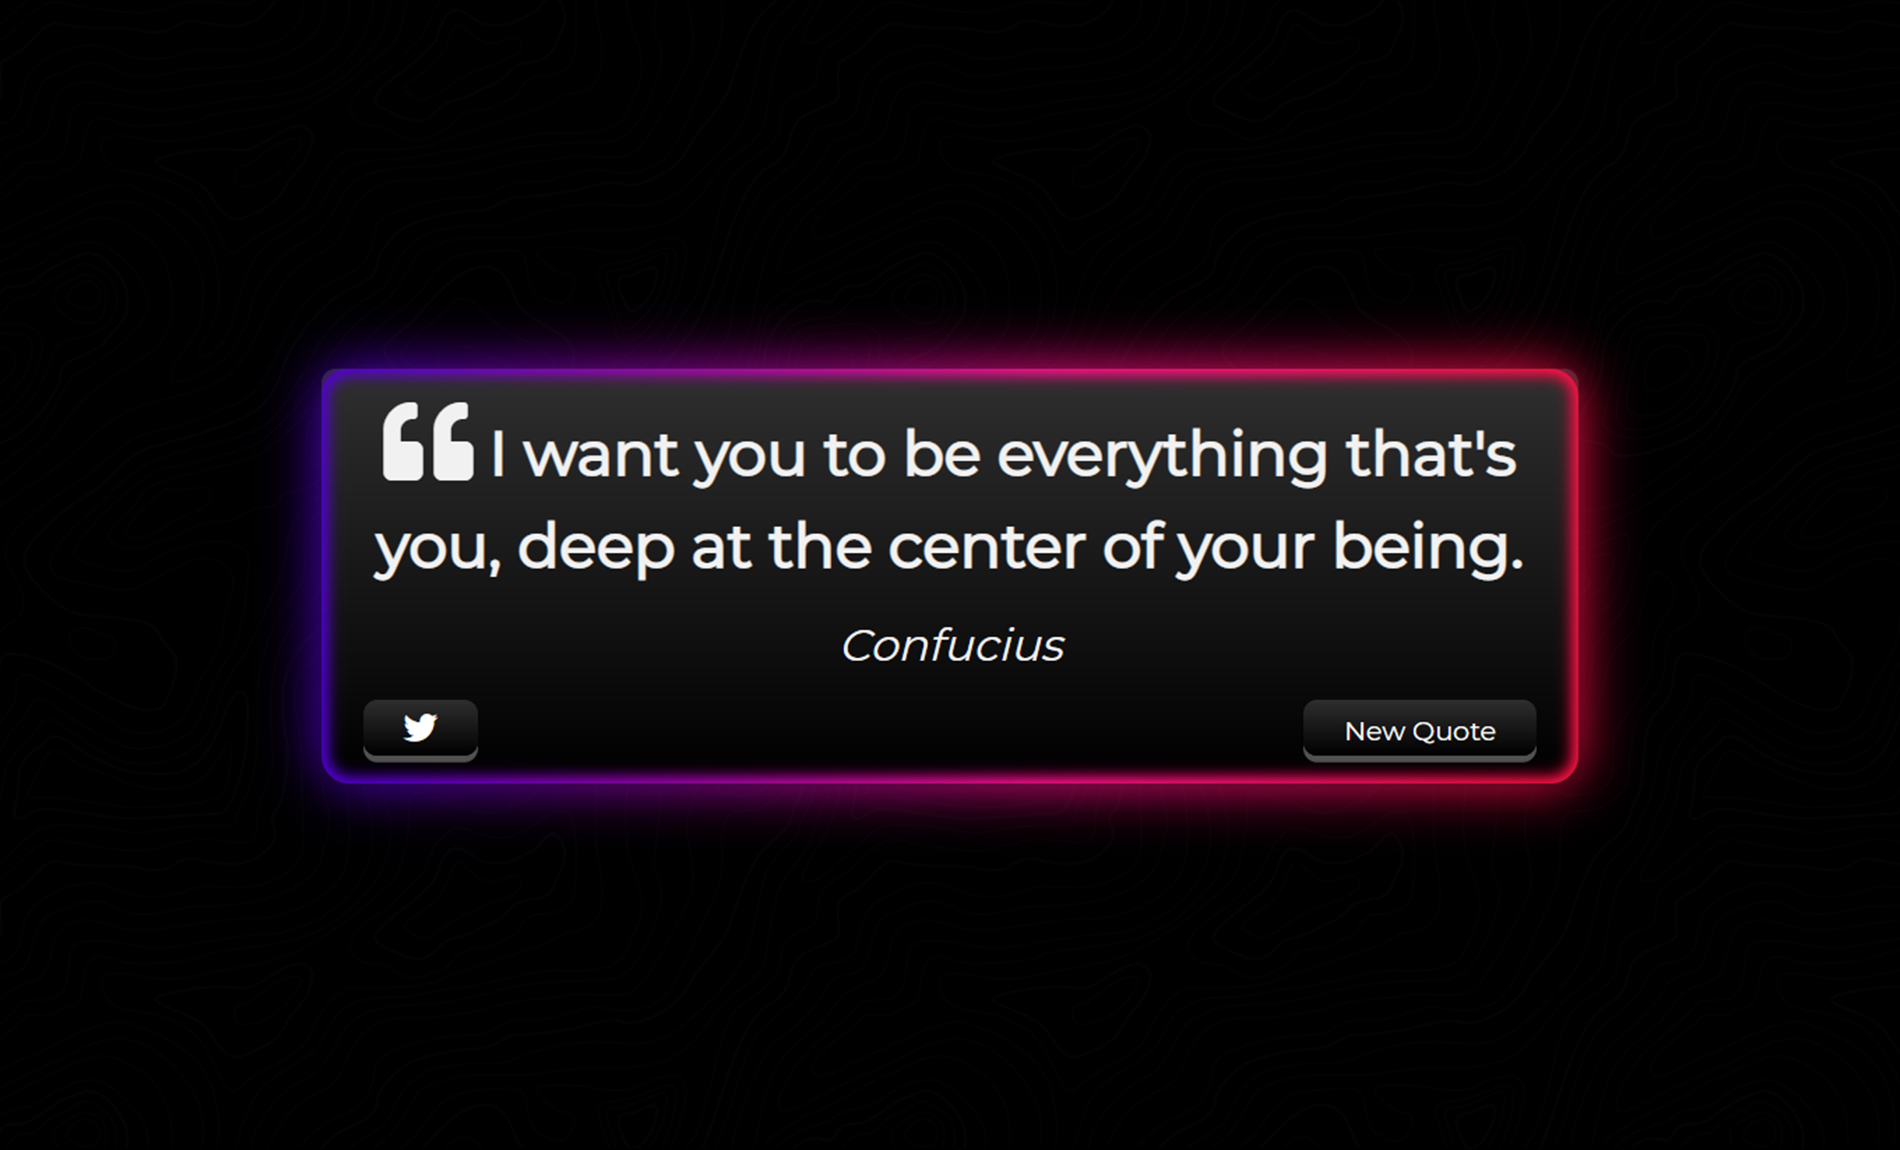 “ I want you to be everything that's
you, deep at the center of your being.
Confucius
New Quote